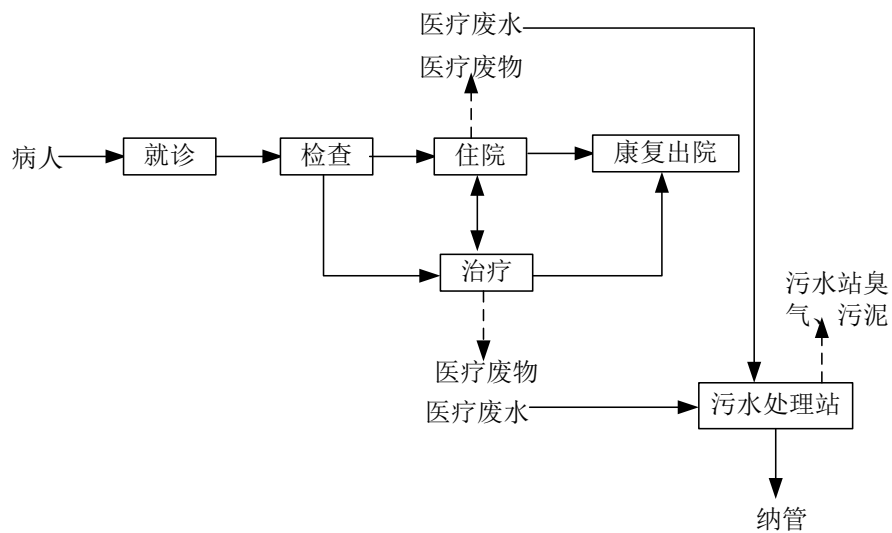 医疗废水
医疗废物
病人
就诊
检查
住院
康复出院
治疗
污水站臭
气、污泥
医疗废物
医疗废水
污水处理站
纳管